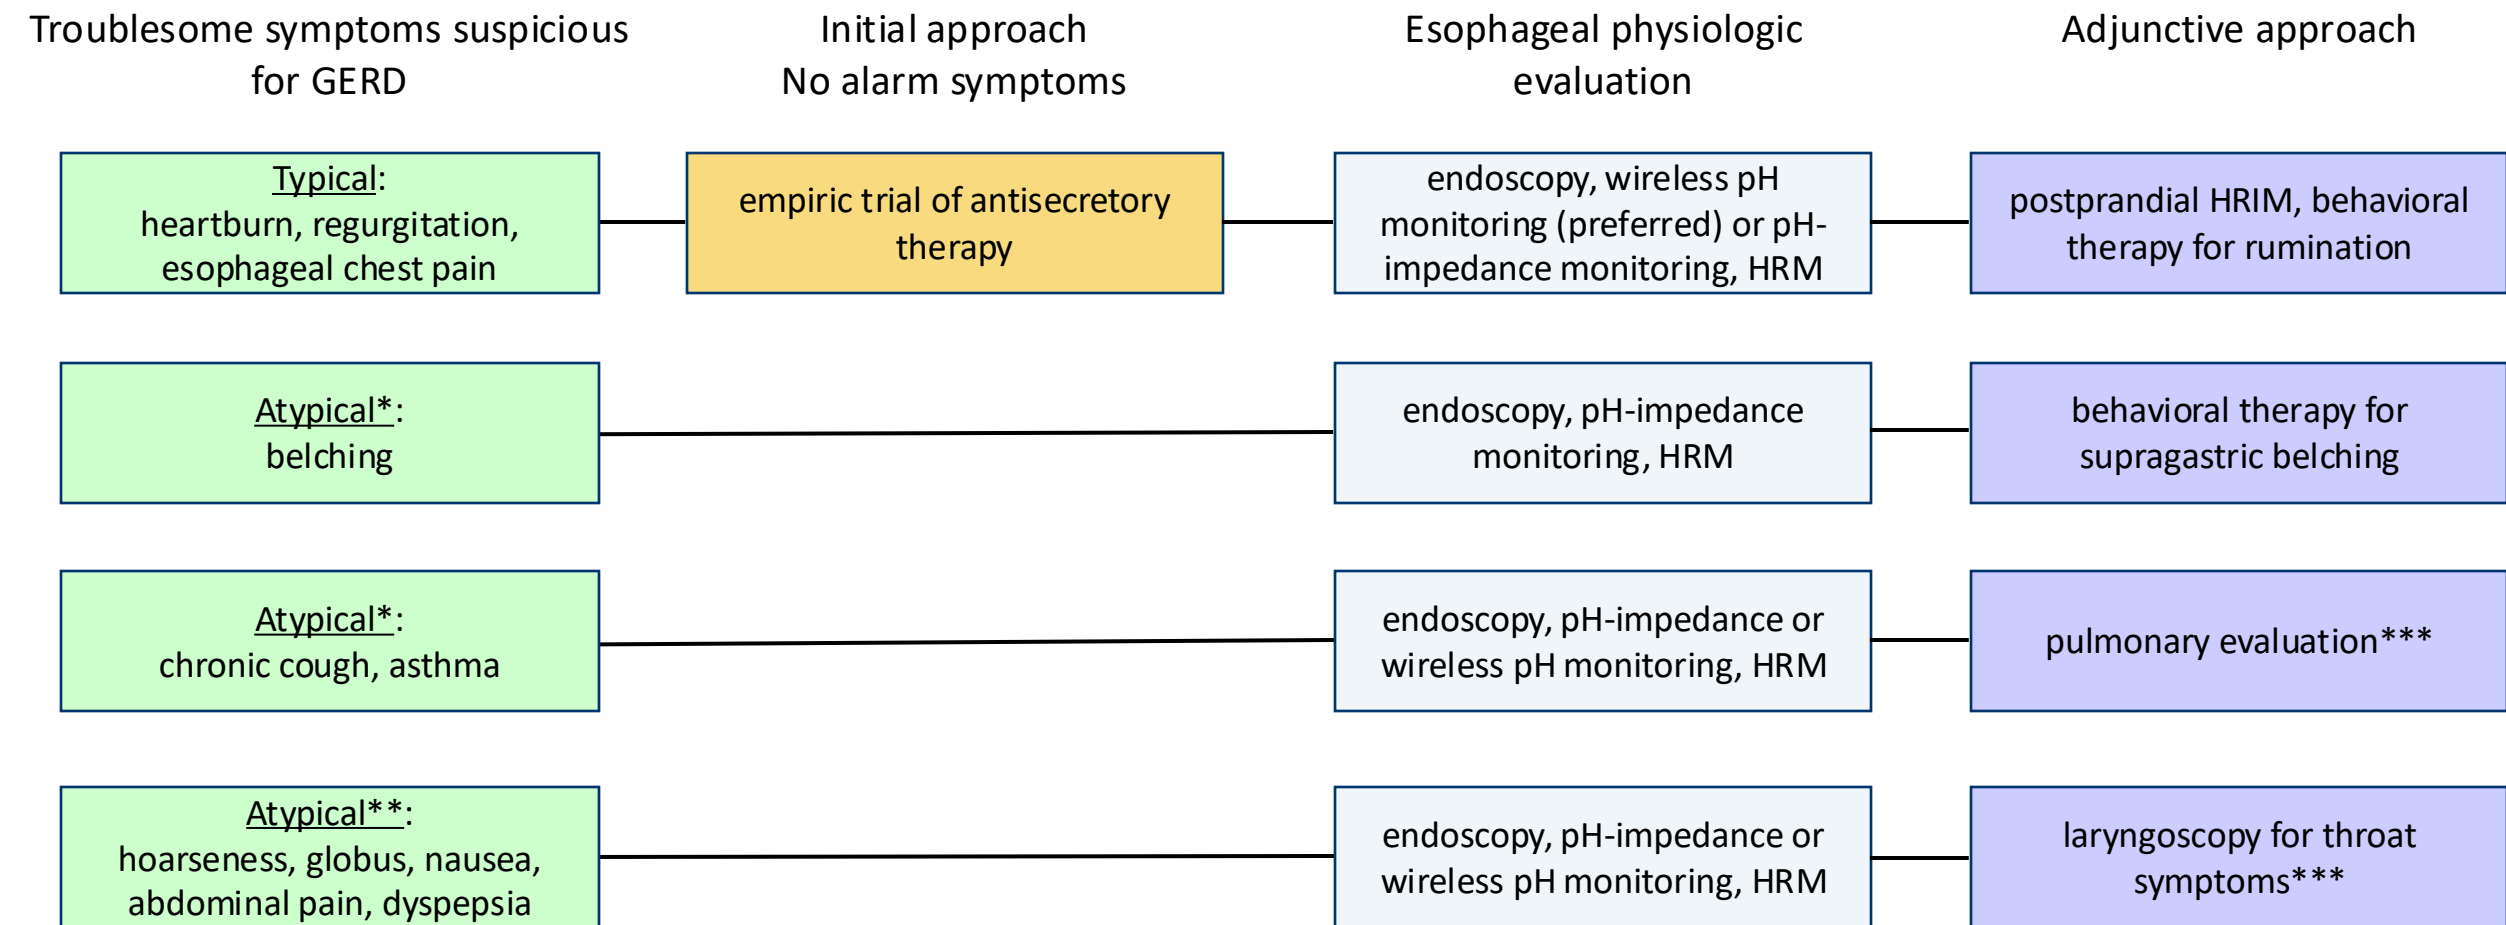 Troublesome symptoms suspicious
for GERD
Initial approach
No alarm symptoms
Esophageal physiologic
evaluation
Adjunctive approach
Typical:
heartburn, regurgitation,
esophageal chest pain
empiric trial of antisecretory
therapy
endoscopy, wireless pH
monitoring (preferred) or pH-
impedance monitoring, HRM
postprandial HRIM, behavioral
therapy for rumination
Atypical*:
belching
endoscopy, pH-impedance
monitoring, HRM
behavioral therapy for
supragastric belching
Atypical*:
chronic cough, asthma
endoscopy, pH-impedance or
wireless pH monitoring, HRM
pulmonary evaluation***
Atypical**:
hoarseness, globus, nausea,
abdominal pain, dyspepsia
endoscopy, pH-impedance or
wireless pH monitoring, HRM
laryngoscopy for throat
symptoms***